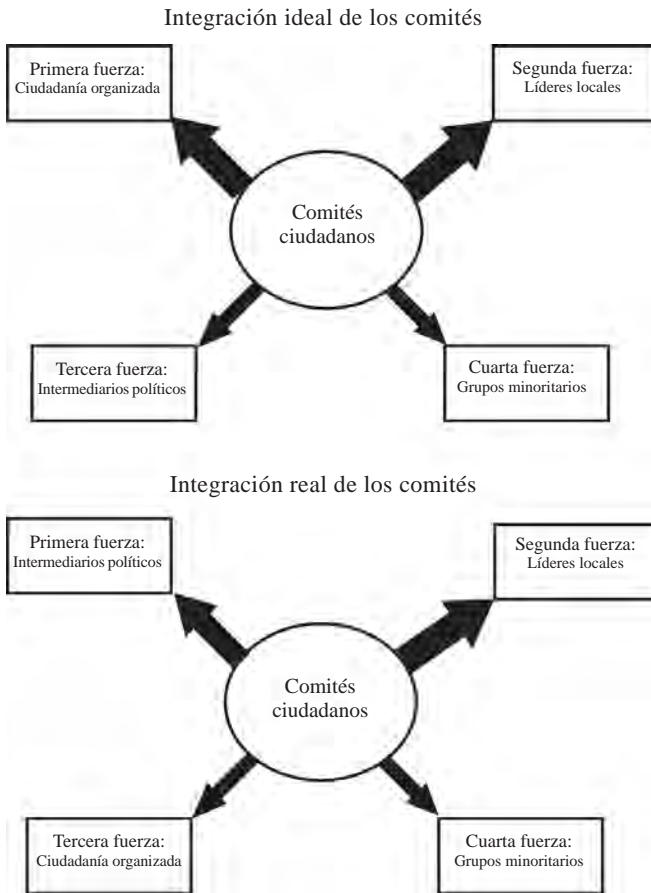 Integración ideal de los comités
Primera fuerza:
Ciudadanía organizada
Segunda fuerza:
Líderes locales
Comités
ciudadanos
Tercera fuerza:
Intermediarios políticos
Cuarta fuerza:
Grupos minoritarios
Integración real de los comités
Primera fuerza:
Intermediarios políticos
Segunda fuerza:
Líderes locales
Comités
ciudadanos
Tercera fuerza:
Ciudadanía organizada
Cuarta fuerza:
Grupos minoritarios